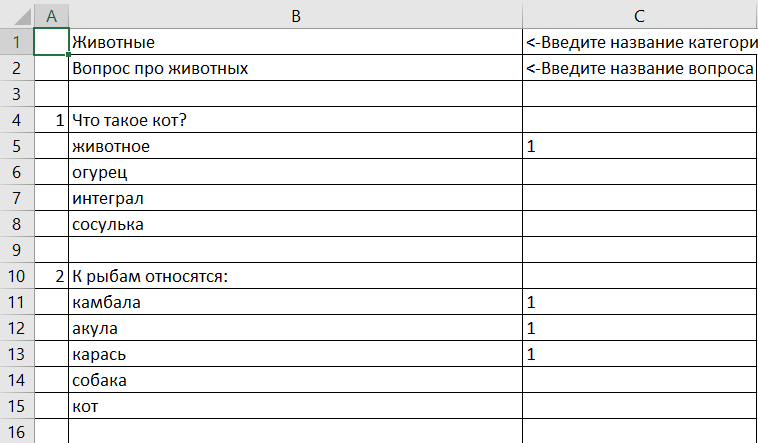 A B C
1 Животные <-Введите название категори
2 Вопрос про животных <-Введите название вопроса
3
4 1 Что такое кот?
5 животное 1
6 огурец
7 интеграл
8 сосулька
9
10 2 К рыбам относятся:
11 камбала 1
12 акула 1
13 карась 1
14 собака
15 кот
16